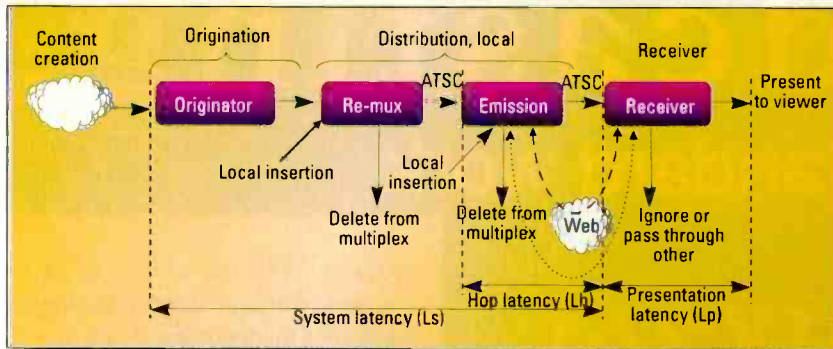 Content
creation
Origination
Distribution, local
Receiver
ATSC
ATSC
Originator
Re-mux
Emission
Receiver
Present
to viewer
Local insertion
Local
insertion
Delete from
multiplex
Delete from
multiplex
Web
Ignore or
pass through
other
Hop latency (Lh)
Presentation
latency (Lp)
System latency (Ls)